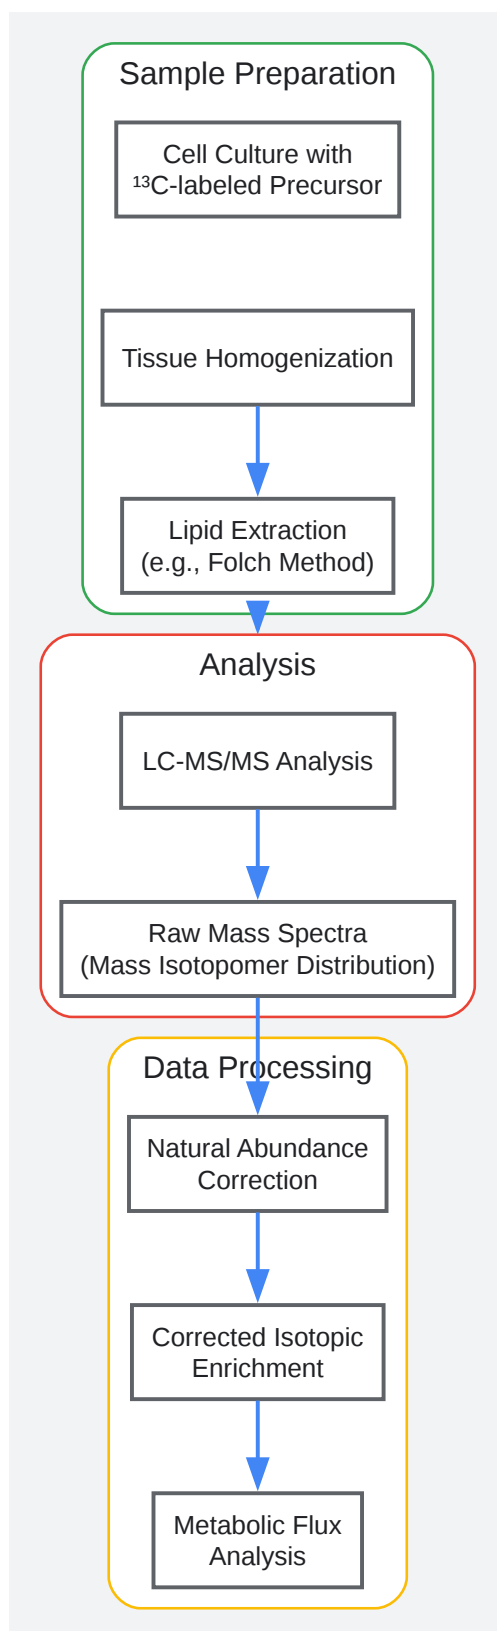 Sample Preparation
Cell Culture with
¹³C-labeled Precursor
Tissue Homogenization
Lipid Extraction
(e.g., Folch Method)
Analysis
LC-MS/MS Analysis
Raw Mass Spectra
(Mass Isotopomer Distribution)
Data Processing
Natural Abundance
Correction
Corrected Isotopic
Enrichment
Metabolic Flux
Analysis